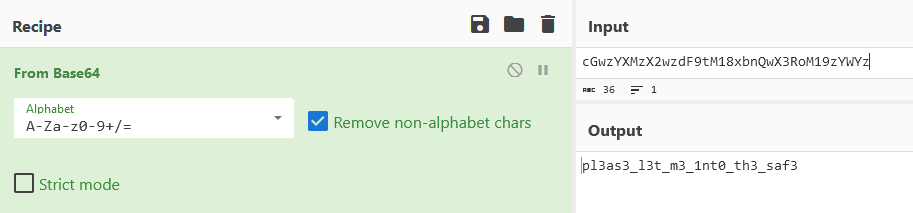 Recipe
From Base64
Alphabet
A-Za-z0-9+/=
Remove non-alphabet chars
Strict mode
Input
cGwzYXMzX2wzdF9tM18xbnQwX3RoM19zYWYz
ABC 36 1
Output
pl3as3_l3t_m3_1nt0_th3_saf3